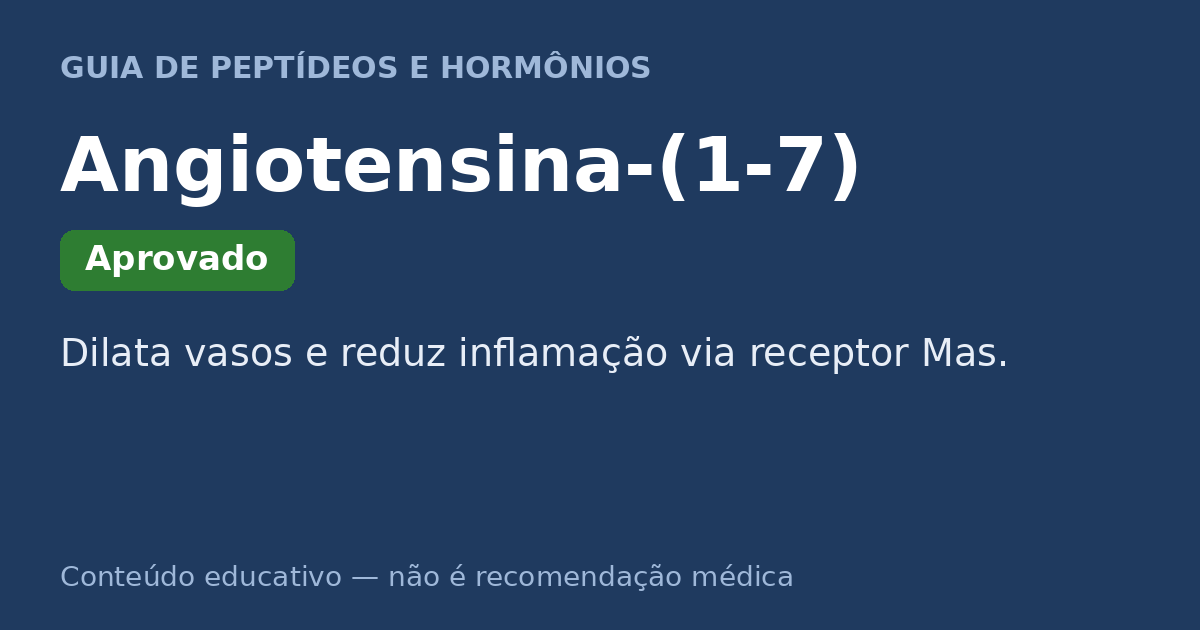 GUIA DE PEPTÍDEOS E HORMÔNIOS
Angiotensina-(1-7)
Aprovado
Dilata vasos e reduz inflamação via receptor Mas.
Conteúdo educativo — não é recomendação médica